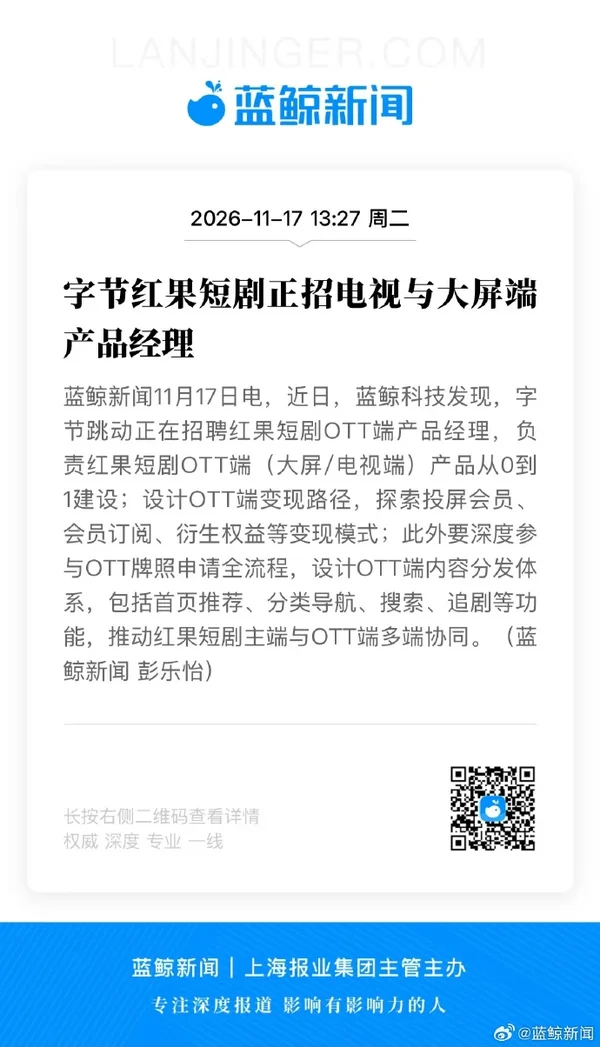 LANJINGER.COM
蓝鲸新闻
2026-11-17 13:27 周二
字节红果短剧正招电视与大屏端
产品经理
蓝鲸新闻11月17日电，近日，蓝鲸科技发现，字
节跳动正在招聘红果短剧OTT端产品经理，负
责红果短剧OTT端（大屏/电视端）产品从0到
1建设；设计OTT端变现路径，探索投屏会员、
会员订阅、衍生权益等变现模式；此外要深度参
与OTT牌照申请全流程，设计OTT端内容分发体
系，包括首页推荐、分类导航、搜索、追剧等功
能，推动红果短剧主端与OTT端多端协同。（蓝
鲸新闻 彭乐怡）
长按右侧二维码查看详情
权威 深度 专业 一线
蓝鲸新闻｜上海报业集团主管主办
专注深度报道 影响有影响力的人
@蓝鲸新闻